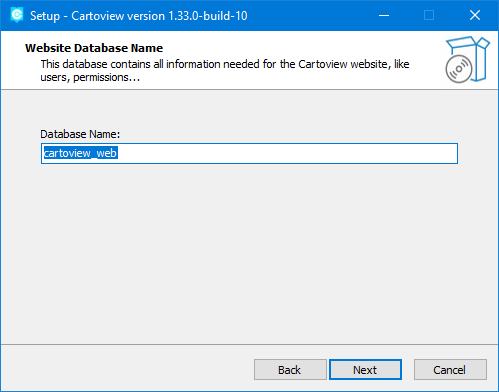 Setup - Cartoview version 1.33.0-build-10
Website Database Name
This database contains all information needed for the Cartoview website, like
users, permissions...
Database Name:
cartoview_web
Back
Next
Cancel